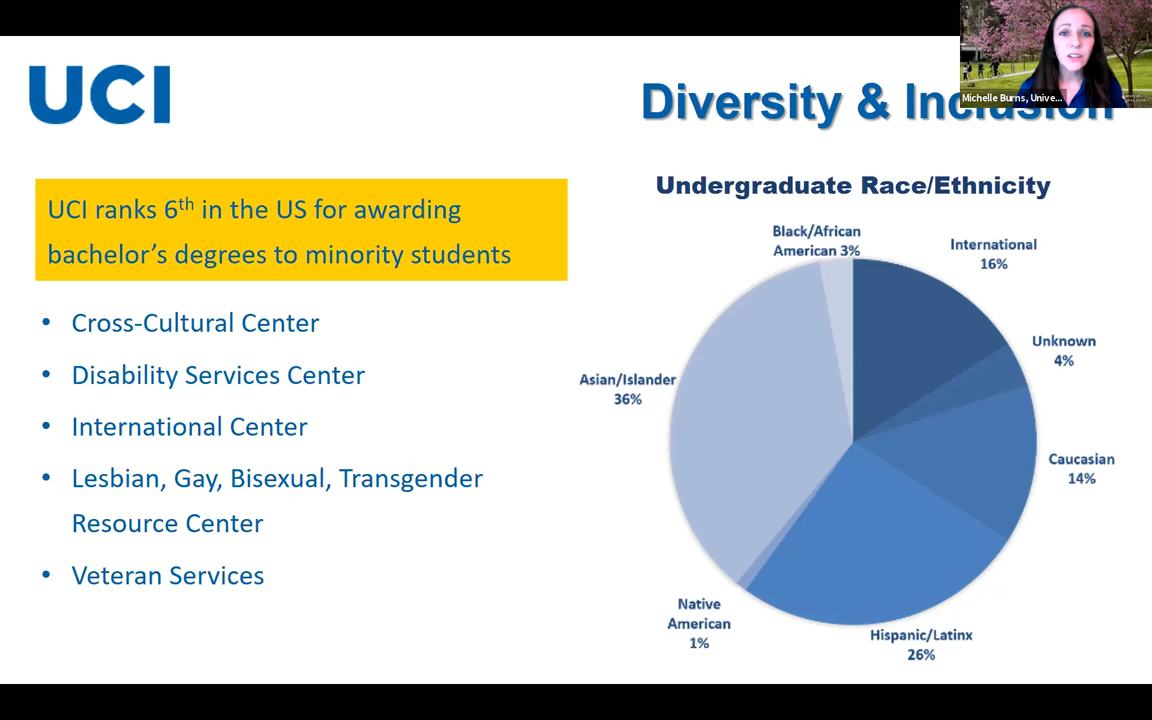 UCI
Diversity & Inclusion
Michelle Burns, Unive...
UCI ranks 6th in the US for awarding
bachelor's degrees to minority students
• Cross-Cultural Center
• Disability Services Center
• International Center
• Lesbian, Gay, Bisexual, Transgender
Resource Center
• Veteran Services
Undergraduate Race/Ethnicity
Black/African
American 3%
International
16%
Unknown
4%
Asian/Islander
36%
Caucasian
14%
Native
American
1%
Hispanic/Latinx
26%